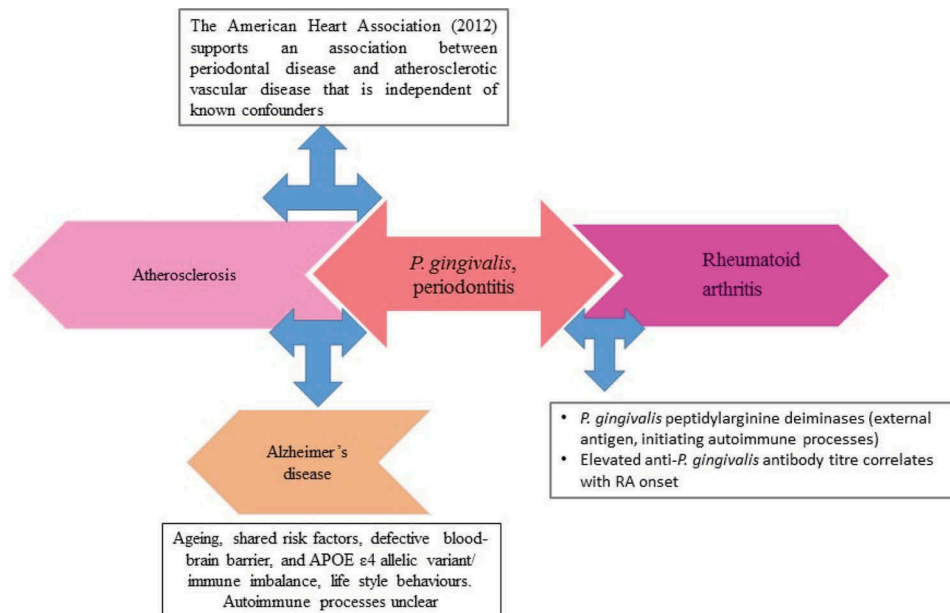 The American Heart Association (2012)
supports an association between
periodontal disease and atherosclerotic
vascular disease that is independent of
known confounders
Atherosclerosis
P. gingivalis,
periodontitis
Rheumatoid
arthritis
Alzheimer’s
disease
• P. gingivalis peptidylarginine deiminases (external
antigen, initiating autoimmune processes)
• Elevated anti-P. gingivalis antibody titre correlates
with RA onset
Ageing, shared risk factors, defective blood-
brain barrier, and APOE ε4 allelic variant/
immune imbalance, life style behaviours.
Autoimmune processes unclear